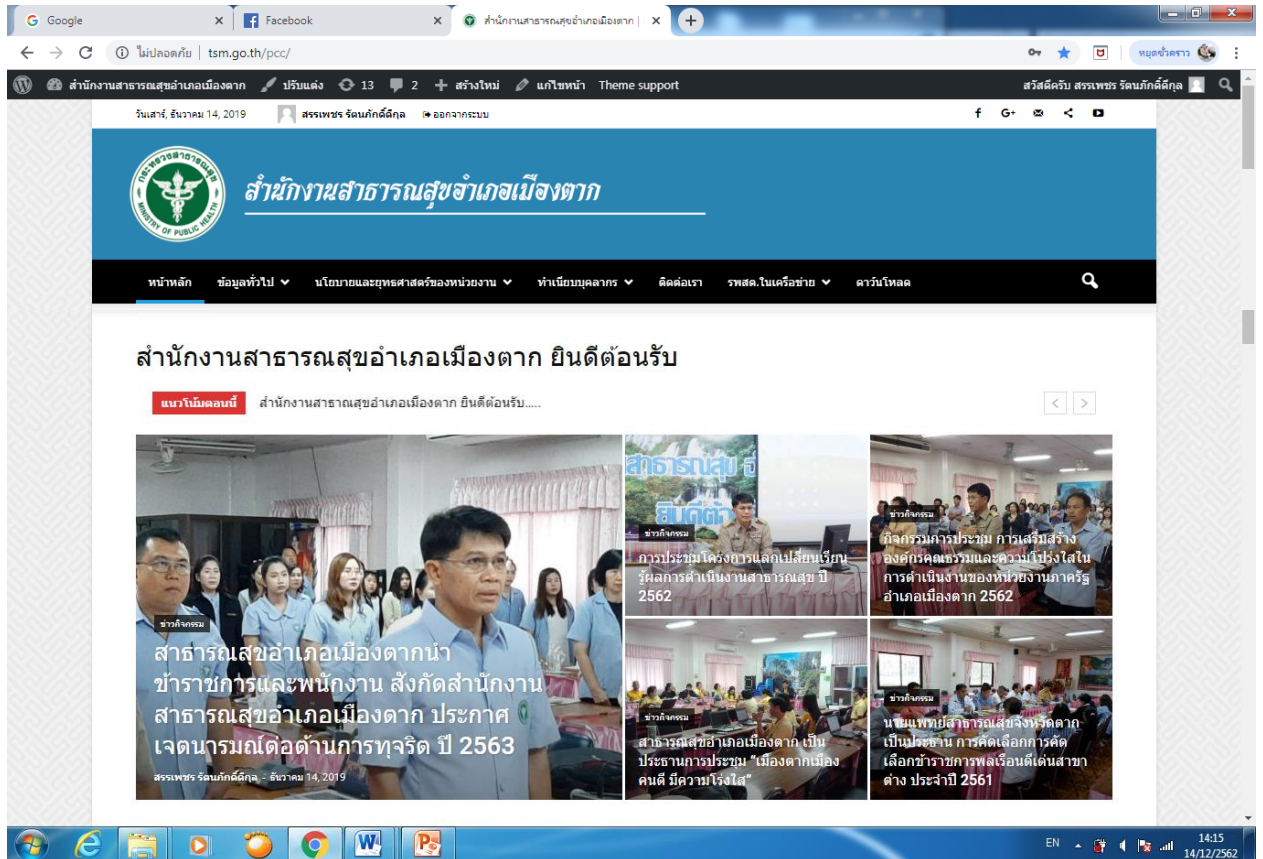 Google
Facebook
สำนักงานสาธารณสุขอำเภอเมืองตาก |
ไม่ปลอดภัย | tsm.go.th/pcc/
หยุดชั่วคราว
สำนักงานสาธารณสุขอำเภอเมืองตาก ปรับแต่ง 13 2 สร้างใหม่ แก้ไขหน้า Theme support
สวัสดีครับ สรรเพชร รัตนภักดิ์ดีกุล
วันเสาร์, ธันวาคม 14, 2019 สรรเพชร รัตนภักดิ์ดีกุล ออกจากระบบ
กระทรวงสาธารณสุข
MINISTRY OF PUBLIC HEALTH
สำนักงานสาธารณสุขอำเภอเมืองตาก
หน้าหลัก ข้อมูลทั่วไป นโยบายและยุทธศาสตร์ของหน่วยงาน ทำเนียบบุคลากร ติดต่อเรา รพสต.ในเครือข่าย ดาว์นโหลด
สำนักงานสาธารณสุขอำเภอเมืองตาก ยินดีต้อนรับ
แนวโน้มตอนนี้
สำนักงานสาธาณสุขอำเภอเมืองตาก ยินดีต้อนรับ.....
ข่าวกิจกรรม
สาธารณสุขอำเภอเมืองตากนำ
ข้าราชการและพนักงาน สังกัดสำนักงาน
สาธารณสุขอำเภอเมืองตาก ประกาศ
เจตนารมณ์ต่อต้านการทุจริต ปี 2563
สรรเพชร รัตนภักดิ์ดีกุล - ธันวาคม 14, 2019
สาธารณสุข อ
ยินดีต้
ข่าวกิจกรรม
การประชุมโครงการแลกเปลี่ยนเรียน
รู้ผลการดำเนินงานสาธารณสุข ปี
2562
ข่าวกิจกรรม
กิจกรรมการประชุม การเสริมสร้าง
องค์กรคุณธรรมและความโปร่งใสใน
การดำเนินงานของหน่วยงานภาครัฐ
อำเภอเมืองตาก 2562
ข่าวกิจกรรม
สาธารณสุขอำเภอเมืองตาก เป็น
ประธานการประชุม "เมืองตากเมือง
คนดี มีความโร่งใส"
ข่าวกิจกรรม
นายแพทย์สาธารณสุขจังหวัดตาก
เป็นประธาน การคัดเลือกการคัด
เลือกข้าราชการพลเรือนดีเด่นสาขา
ต่าง ประจำปี 2561
EN
14:15
14/12/2562